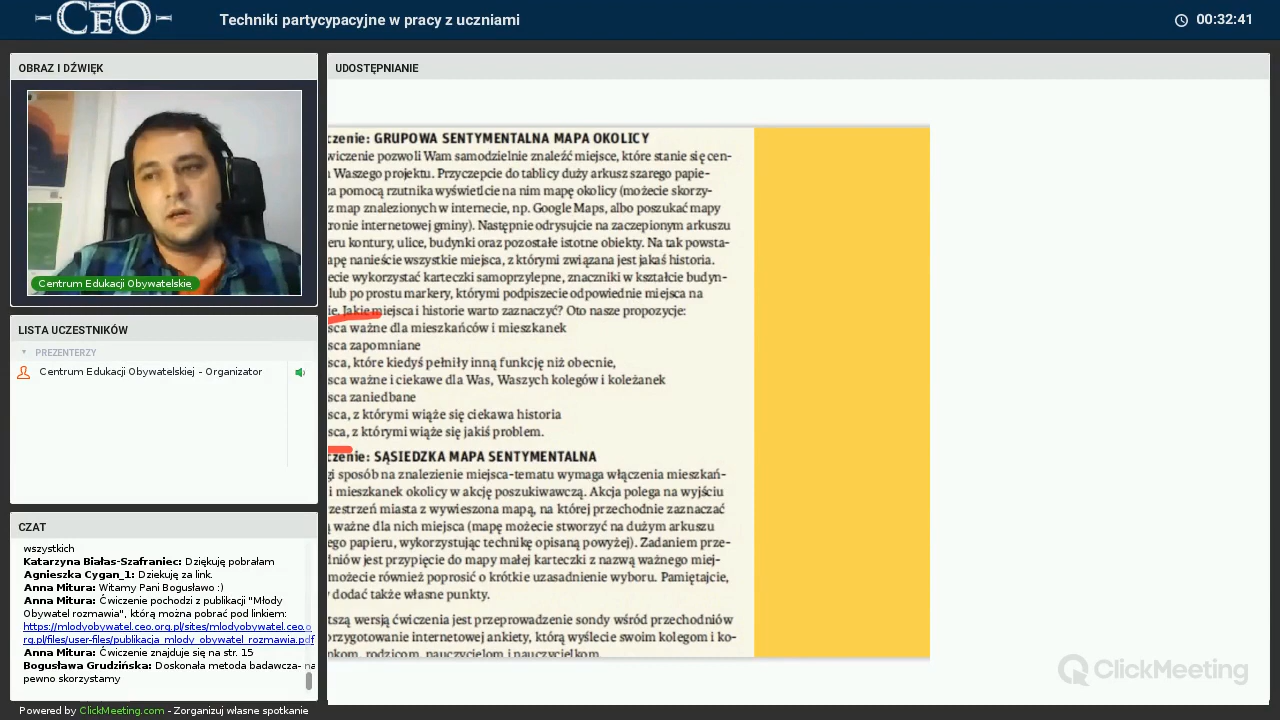 CEO
Techniki partycypacyjne w pracy z uczniami
00:32:41
OBRAZ I DŹWIĘK
Centrum Edukacji Obywatelskie
LISTA UCZESTNIKÓW
PREZENTERZY
Centrum Edukacji Obywatelskiej - Organizator
CZAT
wszystkich
Katarzyna Białas-Szafraniec: Dziękuję pobrałam
Agnieszka Cygan_1: Dziekuję za link.
Anna Mitura: Witamy Pani Bogusławo :)
Anna Mitura: Ćwiczenie pochodzi z publikacji "Młody
Obywatel rozmawia", którą można pobrać pod linkiem:
https://mlodyobywatel.ceo.org.pl/sites/mlodyobywatel.ceo.o
rg.pl/files/user-files/publikacja_mlody_obywatel_rozmawia.pdf
Anna Mitura: Ćwiczenie znajduje się na str. 15
Bogusława Grudzińska: Doskonała metoda badawcza- na
pewno skorzystamy
Powered by ClickMeeting.com - Zorganizuj własne spotkanie
UDOSTĘPNIANIE
czenie: GRUPOWA SENTYMENTALNA MAPA OKOLICY
wiczenie pozwoli Wam samodzielnie znaleźć miejsce, które stanie się cen-
Waszego projektu. Przyczepcie do tablicy duży arkusz szarego papie-
za pomocą rzutnika wyświetlcie na nim mapę okolicy (możecie skorzy-
z map znalezionych w internecie, np. Google Maps, albo poszukać mapy
ronie internetowej gminy). Następnie odrysujcie na zaczepionym arkuszu
eru kontury, ulice, budynki oraz pozostałe istotne obiekty. Na tak powsta-
apę nanieście wszystkie miejsca, z którymi związana jest jakaś historia.
ecie wykorzystać karteczki samoprzylepne, znaczniki w kształcie budyn-
lub po prostu markery, którymi podpiszecie odpowiednie miejsca na
ie. Jakie miejsca i historie warto zaznaczyć? Oto nasze propozycje:
sca ważne dla mieszkańców i mieszkanek
sca zapomniane
sca, które kiedyś pełniły inną funkcję niż obecnie,
sca ważne i ciekawe dla Was, Waszych kolegów i koleżanek
sca zaniedbane
sca, z którymi wiąże się ciekawa historia
sca, z którymi wiąże się jakiś problem.
czenie: SĄSIEDZKA MAPA SENTYMENTALNA
gi sposób na znalezienie miejsca-tematu wymaga włączenia mieszkań-
i mieszkanek okolicy w akcję poszukiwawczą. Akcja polega na wyjściu
zestrzeń miasta z wywieszona mapą, na której przechodnie zaznaczać
ą ważne dla nich miejsca (mapę możecie stworzyć na dużym arkuszu
ego papieru, wykorzystując technikę opisaną powyżej). Zadaniem prze-
dniów jest przypięcie do mapy małej karteczki z nazwą ważnego miej-
możecie również poprosić o krótkie uzasadnienie wyboru. Pamiętajcie,
dodać także własne punkty.
tszą wersją ćwiczenia jest przeprowadzenie sondy wśród przechodniów
przygotowanie internetowej ankiety, którą wyślecie swoim kolegom i ko-
nkom, rodzicom, nauczycielom i nauczycielkom.
ClickMeeting